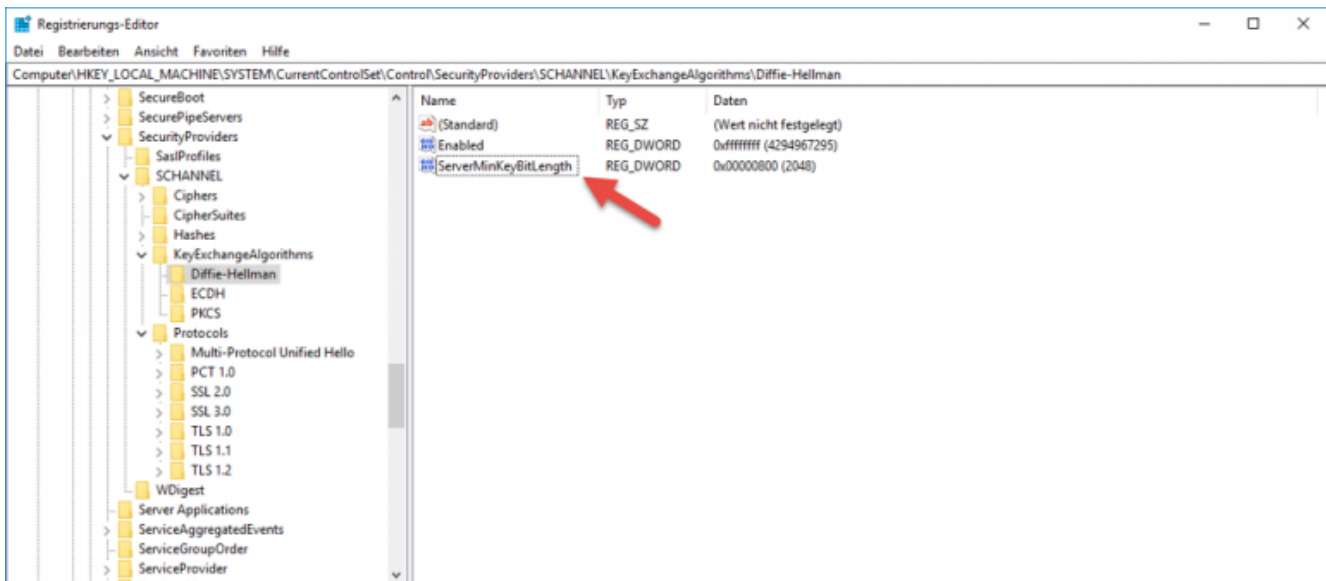 Registrierungs-Editor
Datei Bearbeiten Ansicht Favoriten Hilfe
Computer\HKEY_LOCAL_MACHINE\SYSTEM\CurrentControlSet\Control\SecurityProviders\SCHANNEL\KeyExchangeAlgorithms\Diffie-Hellman
SecureBoot
SecurePipeServers
SecurityProviders
SaslProfiles
SCHANNEL
Ciphers
CipherSuites
Hashes
KeyExchangeAlgorithms
Diffie-Hellman
ECDH
PKCS
Protocols
Multi-Protocol Unified Hello
PCT 1.0
SSL 2.0
SSL 3.0
TLS 1.0
TLS 1.1
TLS 1.2
WDigest
Server Applications
ServiceAggregatedEvents
ServiceGroupOrder
ServiceProvider
Name Typ Daten
(Standard) REG_SZ (Wert nicht festgelegt)
Enabled REG_DWORD 0xffffffff (4294967295)
ServerMinKeyBitLength REG_DWORD 0x00000800 (2048)